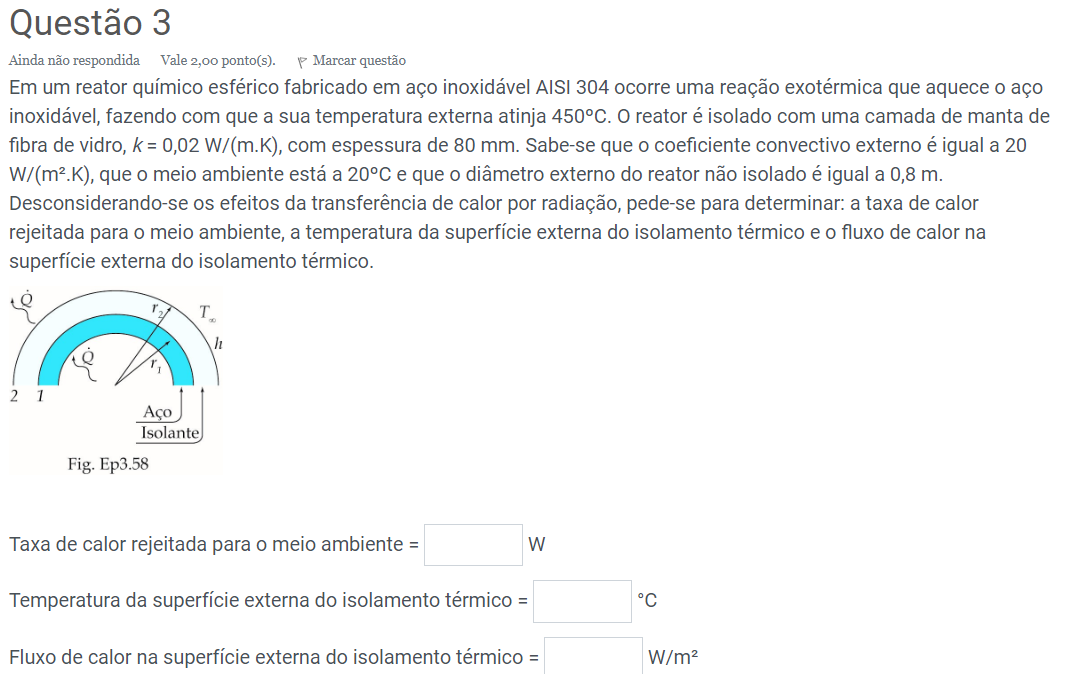 Questão 3
Ainda não respondida Vale 2,00 ponto(s). Marcar questão
Em um reator químico esférico fabricado em aço inoxidável AISI 304 ocorre uma reação exotérmica que aquece o aço
inoxidável, fazendo com que a sua temperatura externa atinja 450°C. O reator é isolado com uma camada de manta de
fibra de vidro, k = 0,02 W/(m.K), com espessura de 80 mm. Sabe-se que o coeficiente convectivo externo é igual a 20
W/(m².K), que o meio ambiente está a 20°C e que o diâmetro externo do reator não isolado é igual a 0,8 m.
Desconsiderando-se os efeitos da transferência de calor por radiação, pede-se para determinar: a taxa de calor
rejeitada para o meio ambiente, a temperatura da superfície externa do isolamento térmico e o fluxo de calor na
superfície externa do isolamento térmico.
Q̇
r₂
T∞
h
Q̇
r₁
2 1
Aço
Isolante
Fig. Ep3.58
Taxa de calor rejeitada para o meio ambiente = W
Temperatura da superfície externa do isolamento térmico = °C
Fluxo de calor na superfície externa do isolamento térmico = W/m²